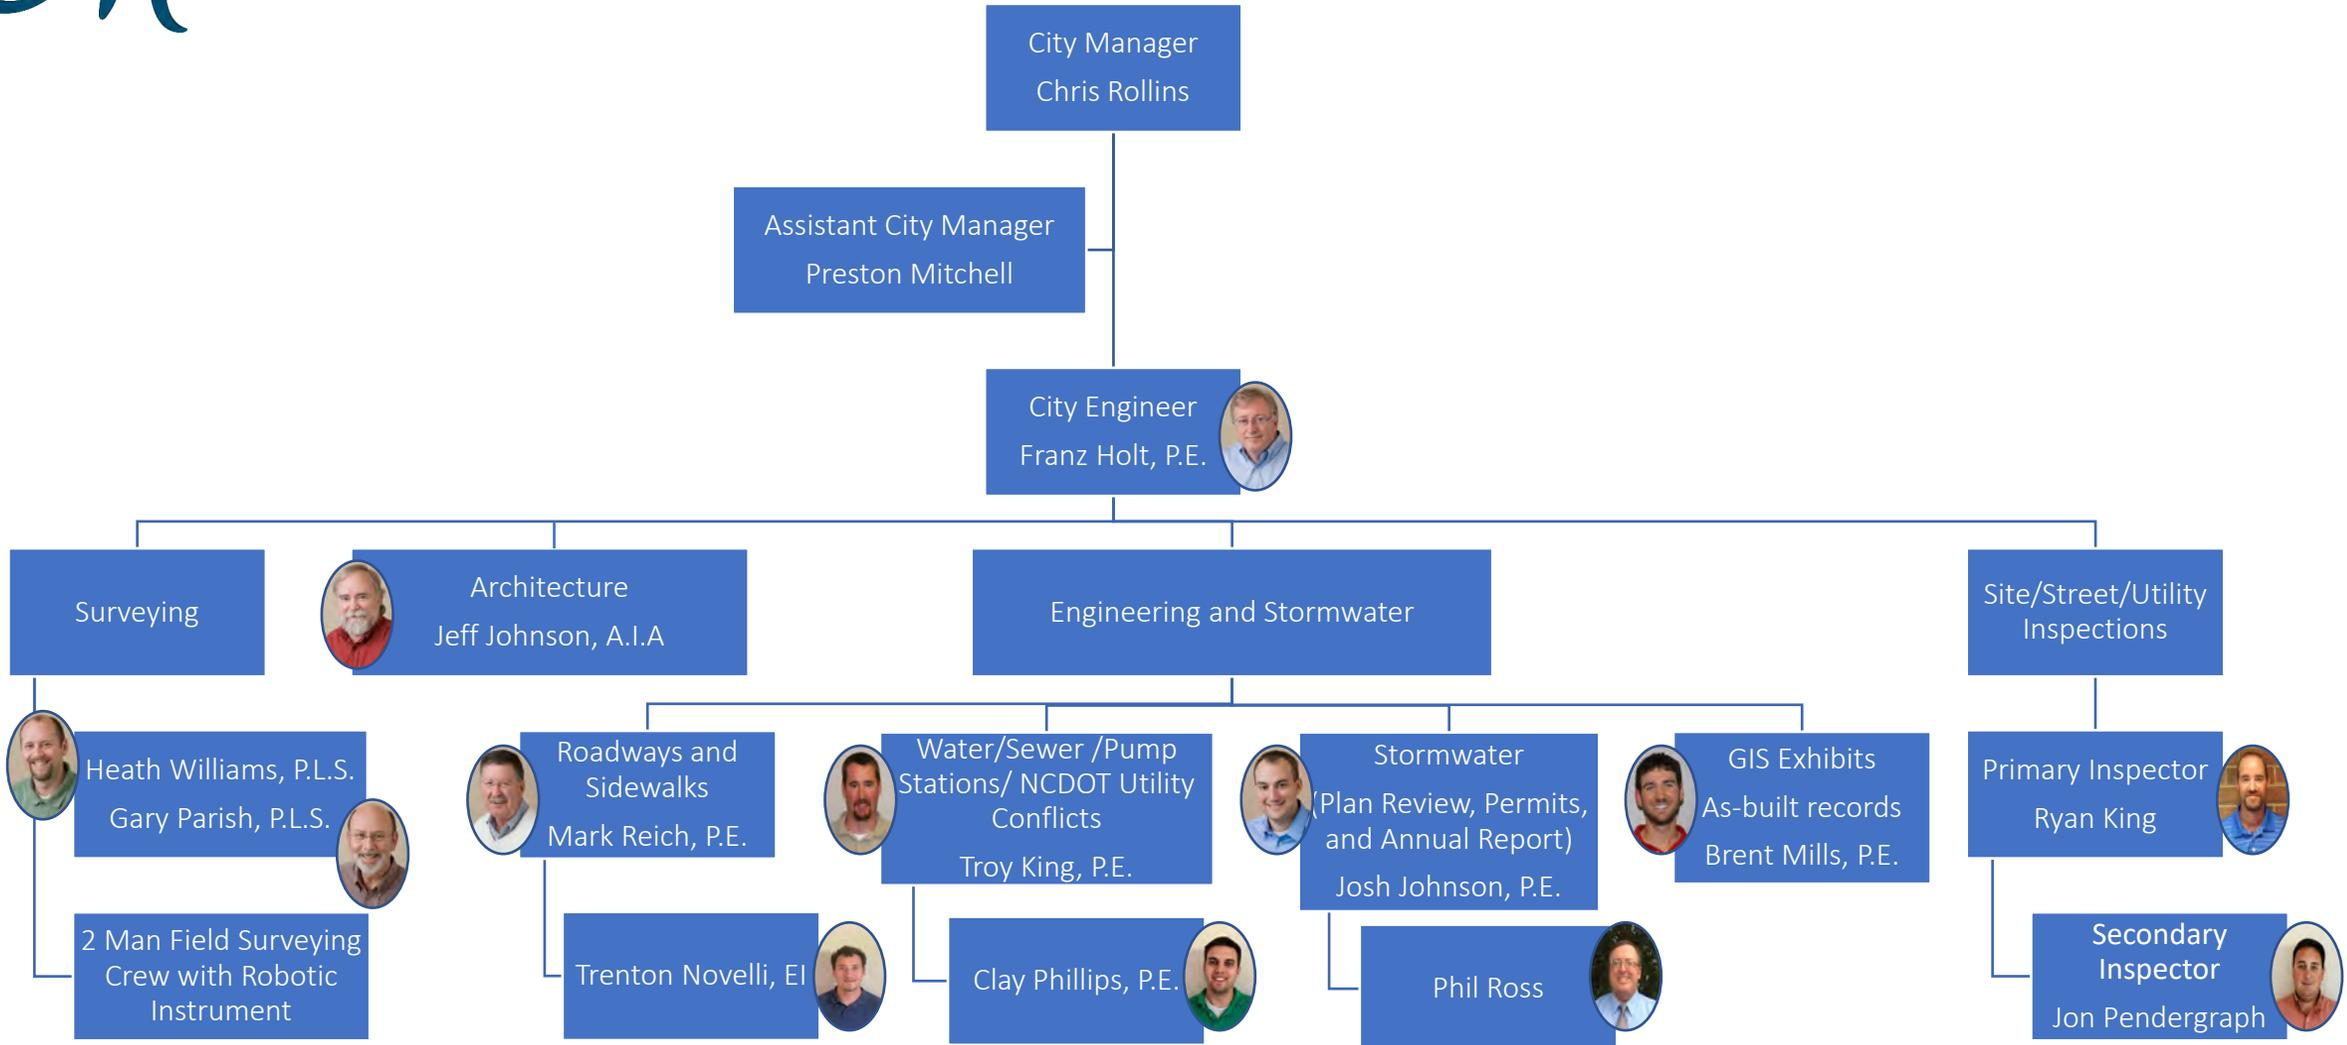 City Manager
Chris Rollins
Assistant City Manager
Preston Mitchell
City Engineer
Franz Holt, P.E.
Surveying
Architecture
Jeff Johnson, A.I.A
Engineering and Stormwater
Site/Street/Utility
Inspections
Heath Williams, P.L.S.
Gary Parish, P.L.S.
Roadways and
Sidewalks
Mark Reich, P.E.
Water/Sewer /Pump
Stations/ NCDOT Utility
Conflicts
Troy King, P.E.
Stormwater
(Plan Review, Permits,
and Annual Report)
Josh Johnson, P.E.
GIS Exhibits
As-built records
Brent Mills, P.E.
Primary Inspector
Ryan King
2 Man Field Surveying
Crew with Robotic
Instrument
Trenton Novelli, EI
Clay Phillips, P.E.
Phil Ross
Secondary
Inspector
Jon Pendergraph